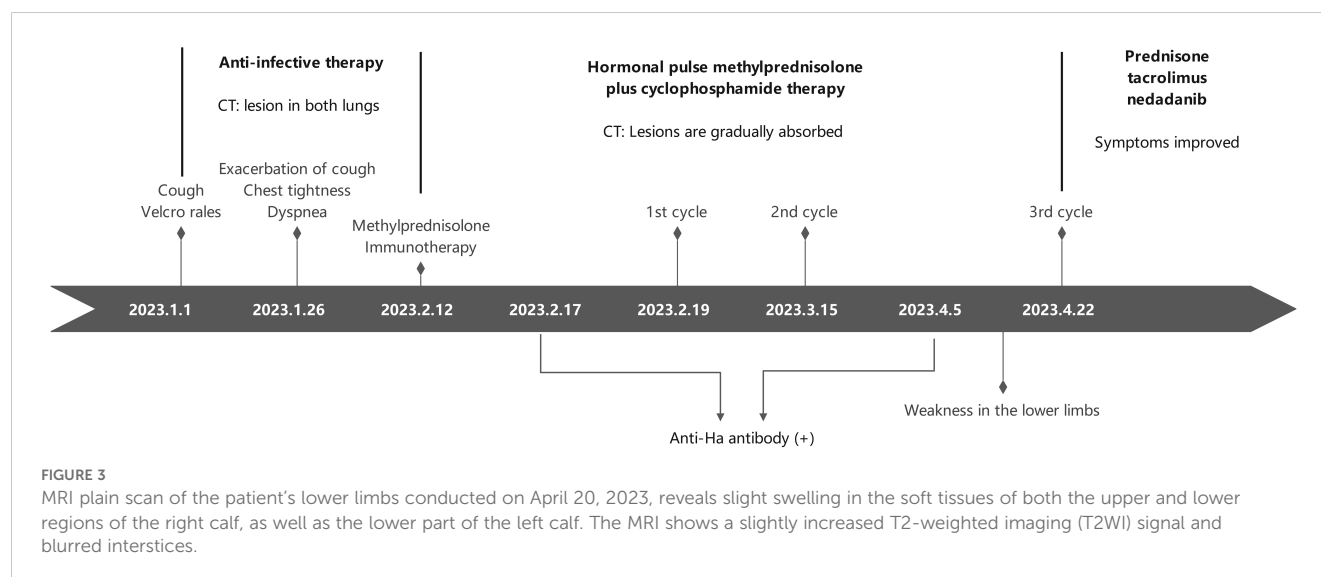 Anti-infective therapy
CT: lesion in both lungs
Hormonal pulse methylprednisolone
plus cyclophosphamide therapy
CT: Lesions are gradually absorbed
Prednisone
tacrolimus
nedadanib
Symptoms improved
Cough
Velcro rales
Exacerbation of cough
Chest tightness
Dyspnea
Methylprednisolone
Immunotherapy
1st cycle
2nd cycle
3rd cycle
2023.1.1
2023.1.26
2023.2.12
2023.2.17
2023.2.19
2023.3.15
2023.4.5
2023.4.22
Weakness in the lower limbs
Anti-Ha antibody (+)
FIGURE 3
MRI plain scan of the patient's lower limbs conducted on April 20, 2023, reveals slight swelling in the soft tissues of both the upper and lower
regions of the right calf, as well as the lower part of the left calf. The MRI shows a slightly increased T2-weighted imaging (T2WI) signal and
blurred interstices.